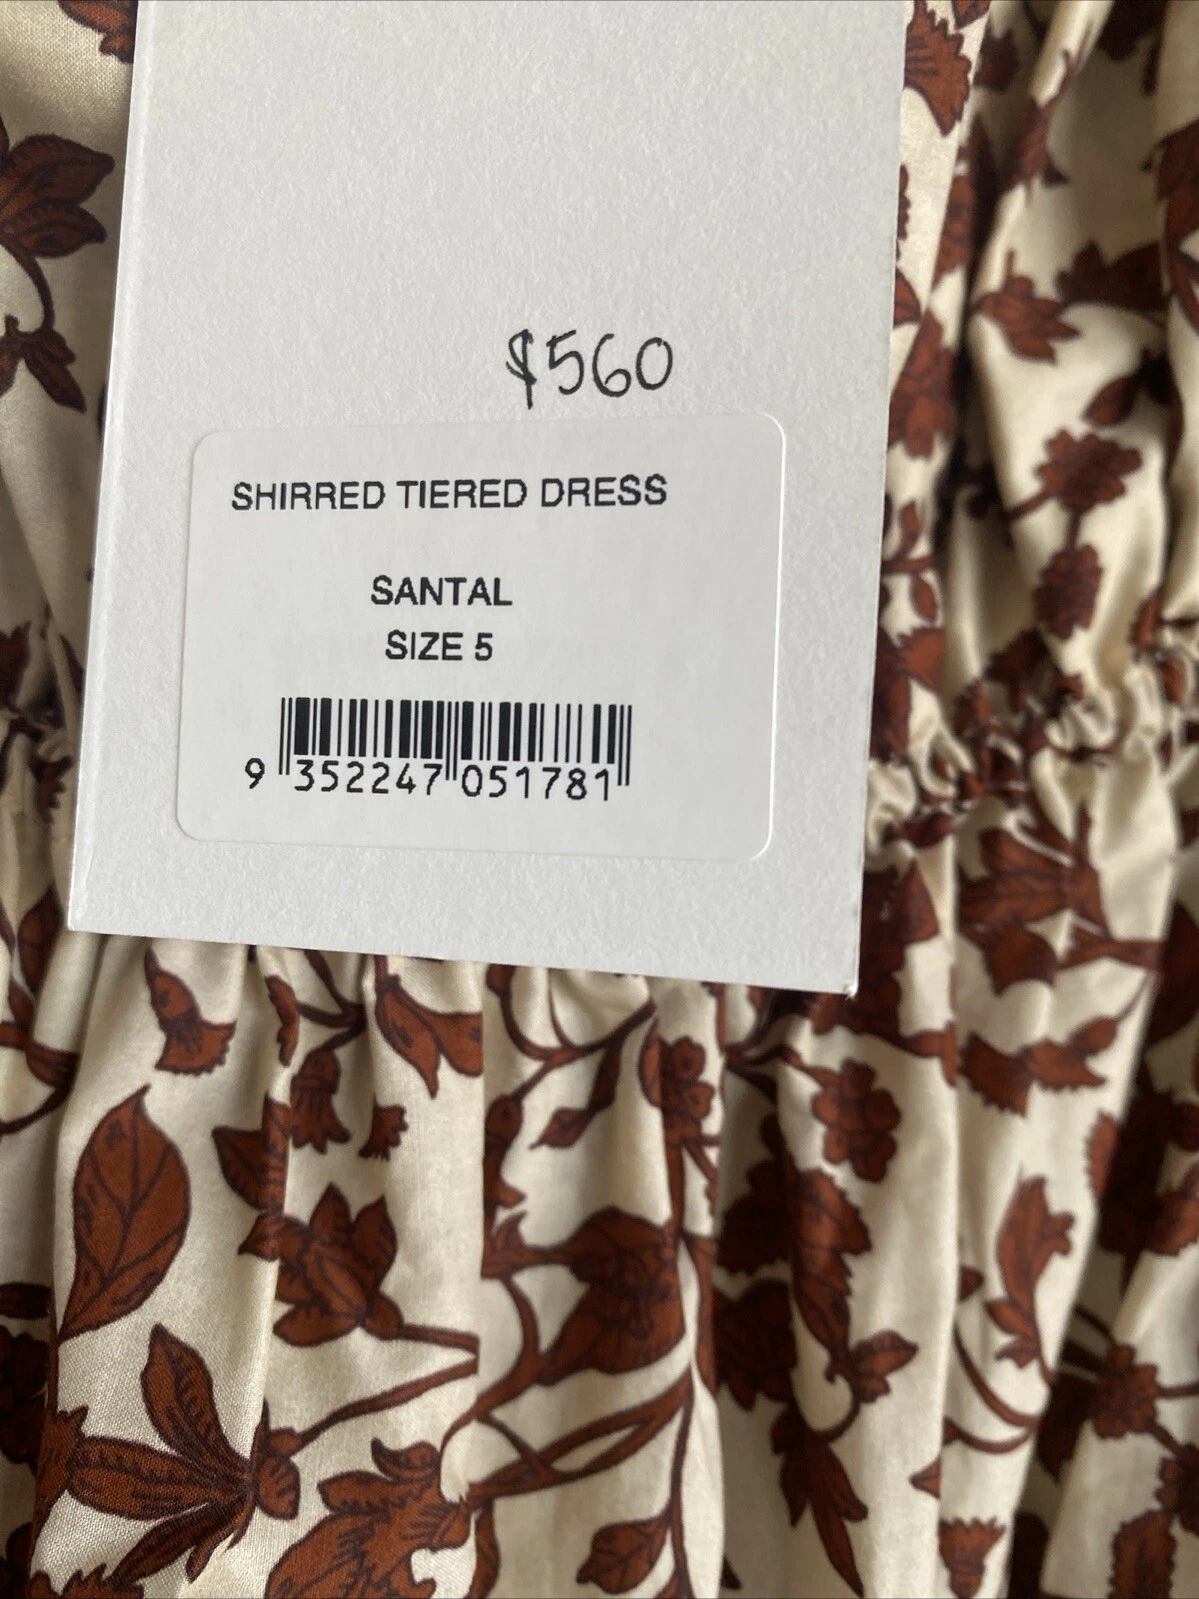 $560
SHIRRED TIERED DRESS
SANTAL
SIZE 5
9 352247 051781